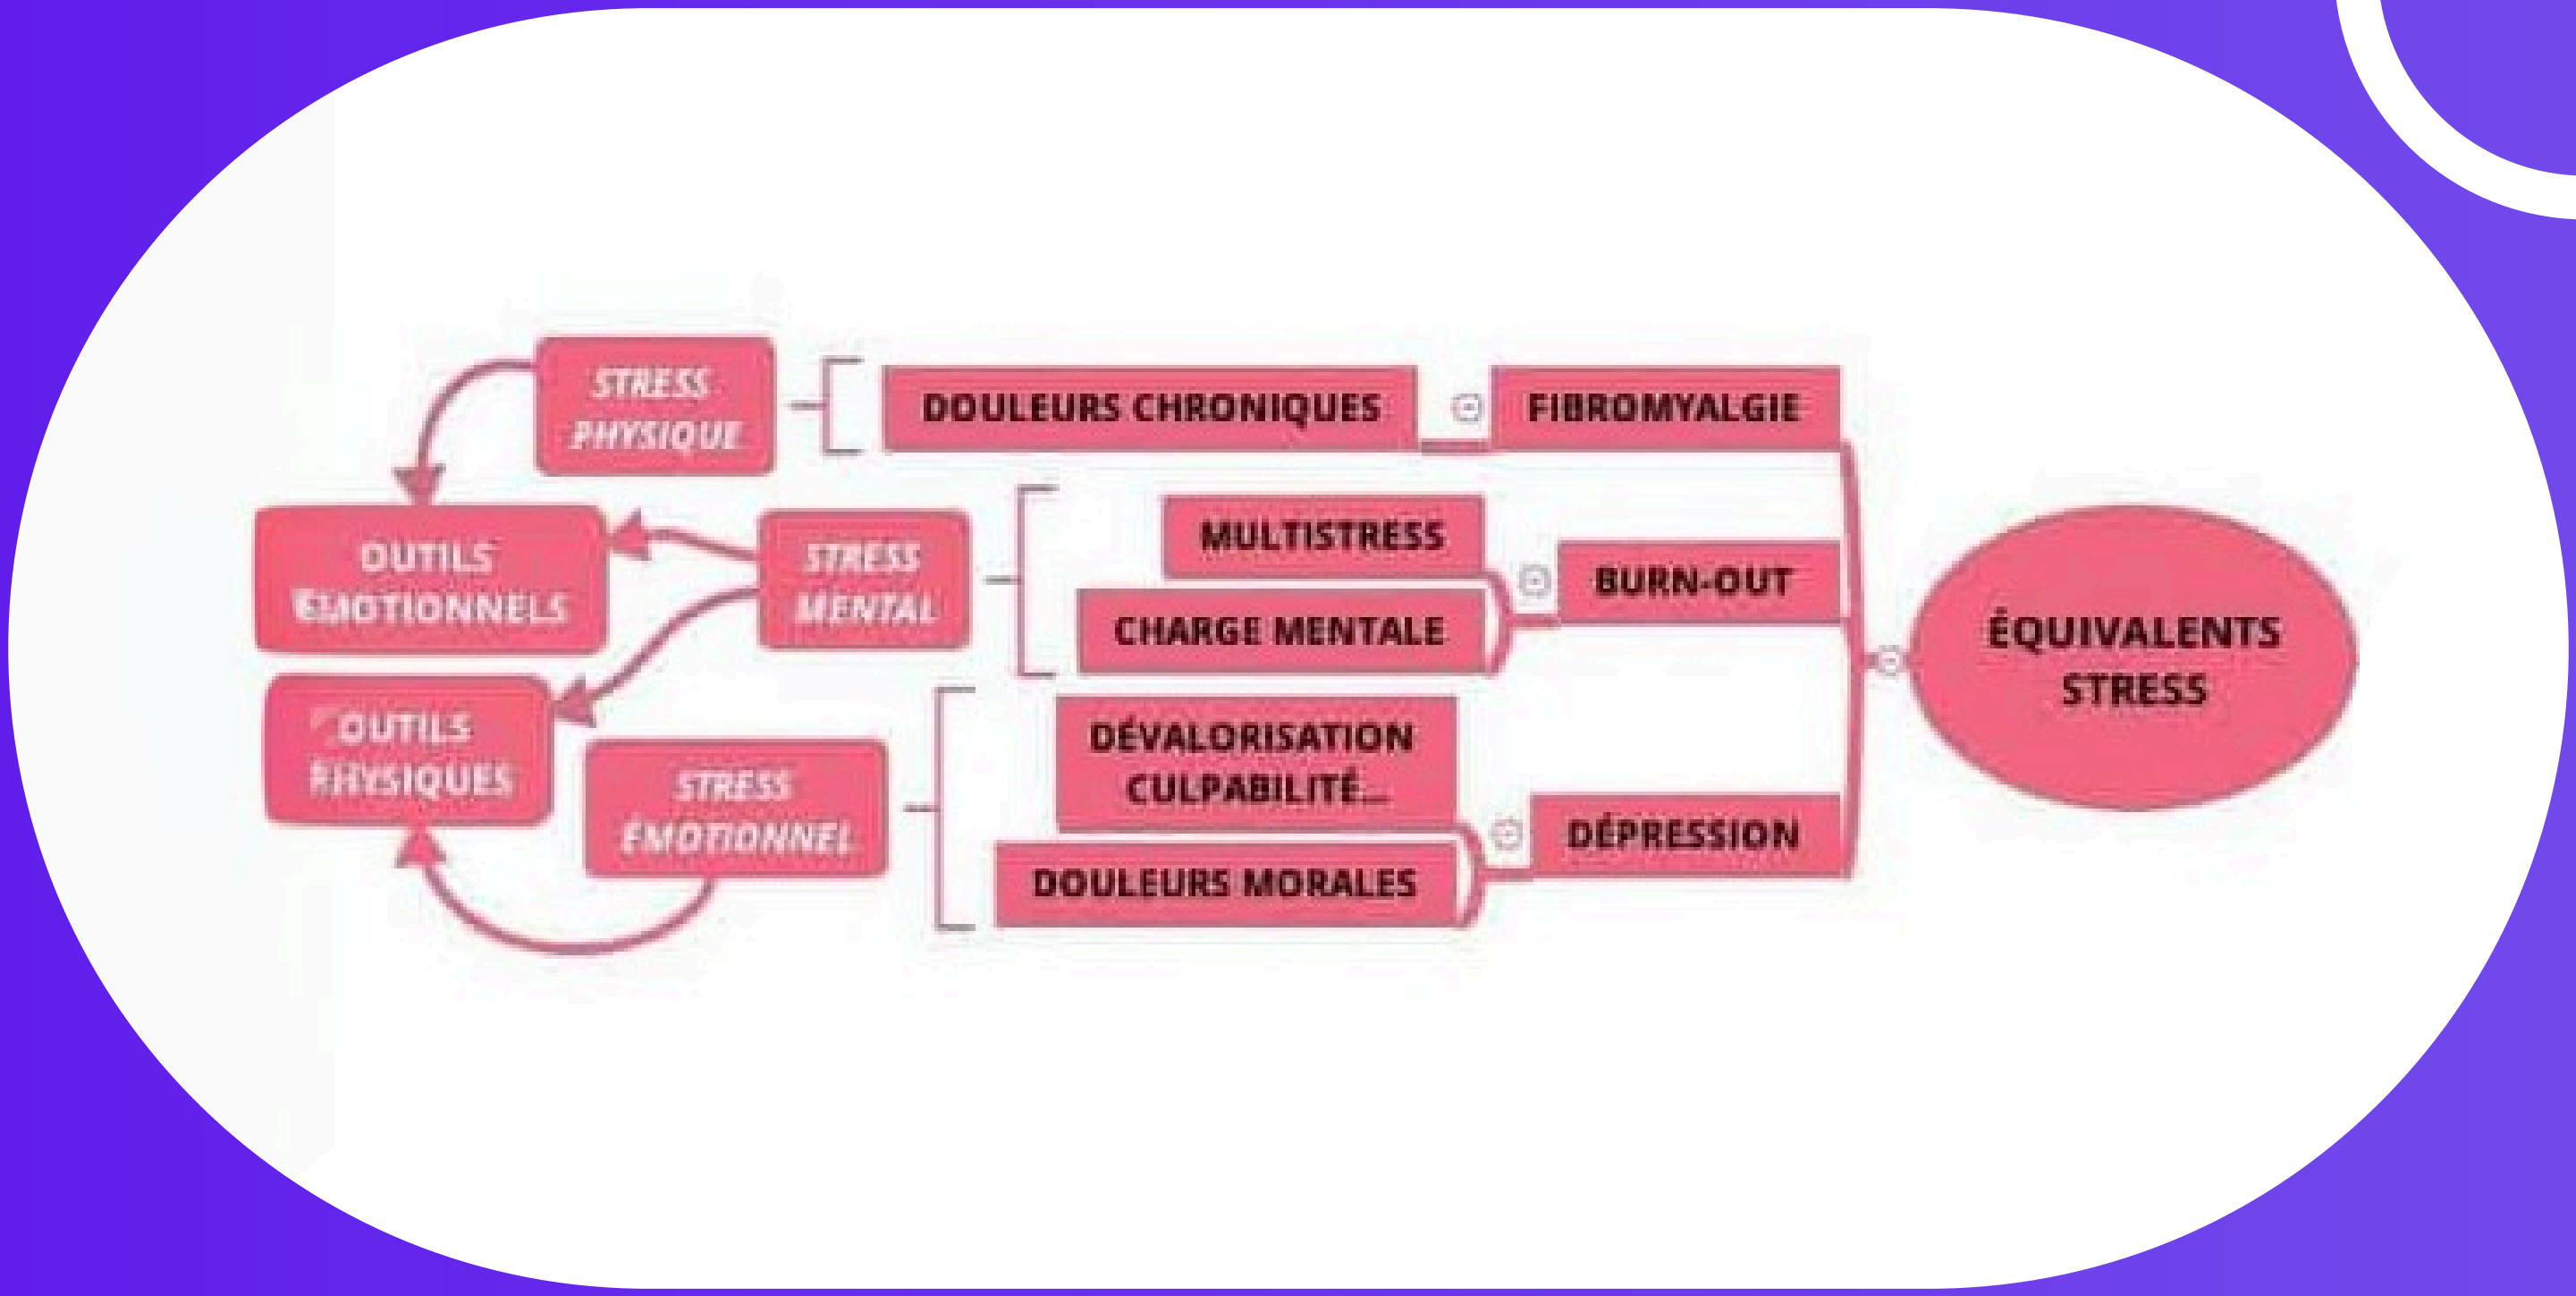 STRESS
PHYSIQUE
DOULEURS CHRONIQUES
FIBROMYALGIE
OUTILS
ÉMOTIONNELS
STRESS
MENTAL
MULTISTRESS
CHARGE MENTALE
BURN-OUT
ÉQUIVALENTS
STRESS
OUTILS
PHYSIQUES
STRESS
ÉMOTIONNEL
DÉVALORISATION
CULPABILITÉ...
DOULEURS MORALES
DÉPRESSION